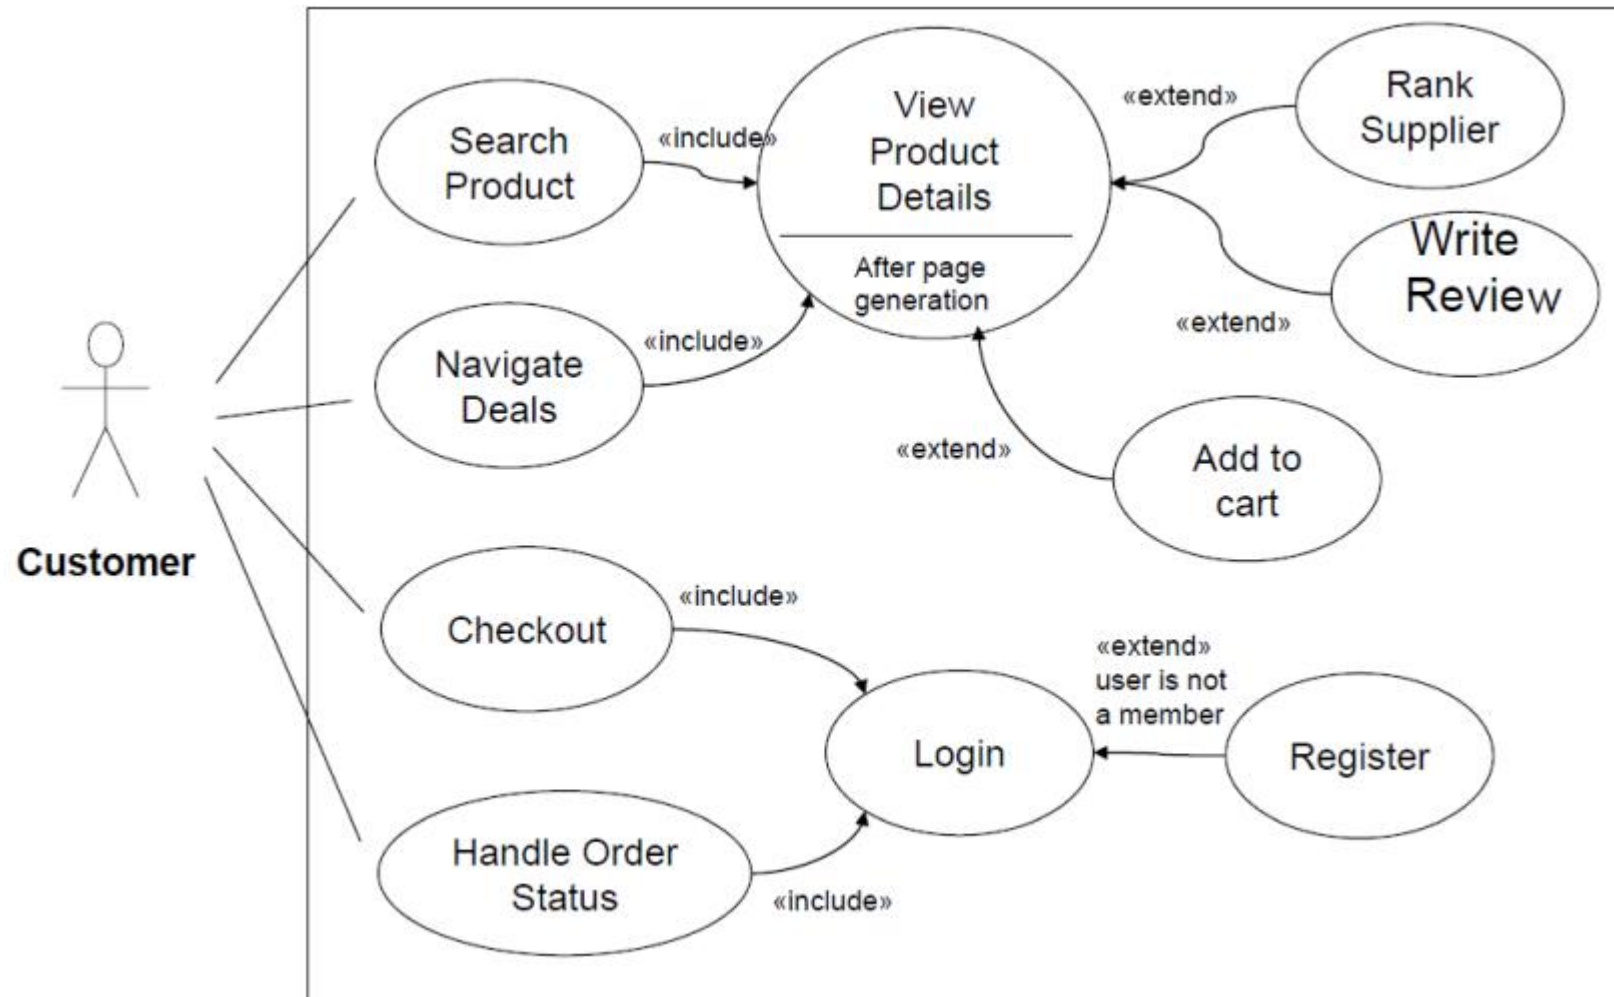 Search
Product
«include»
View
Product
Details
After page
generation
«extend»
Rank
Supplier
Write
Review
«extend»
Navigate
Deals
«include»
«extend»
Add to
cart
Customer
Checkout
«include»
Login
«extend»
user is not
a member
Register
Handle Order
Status
«include»